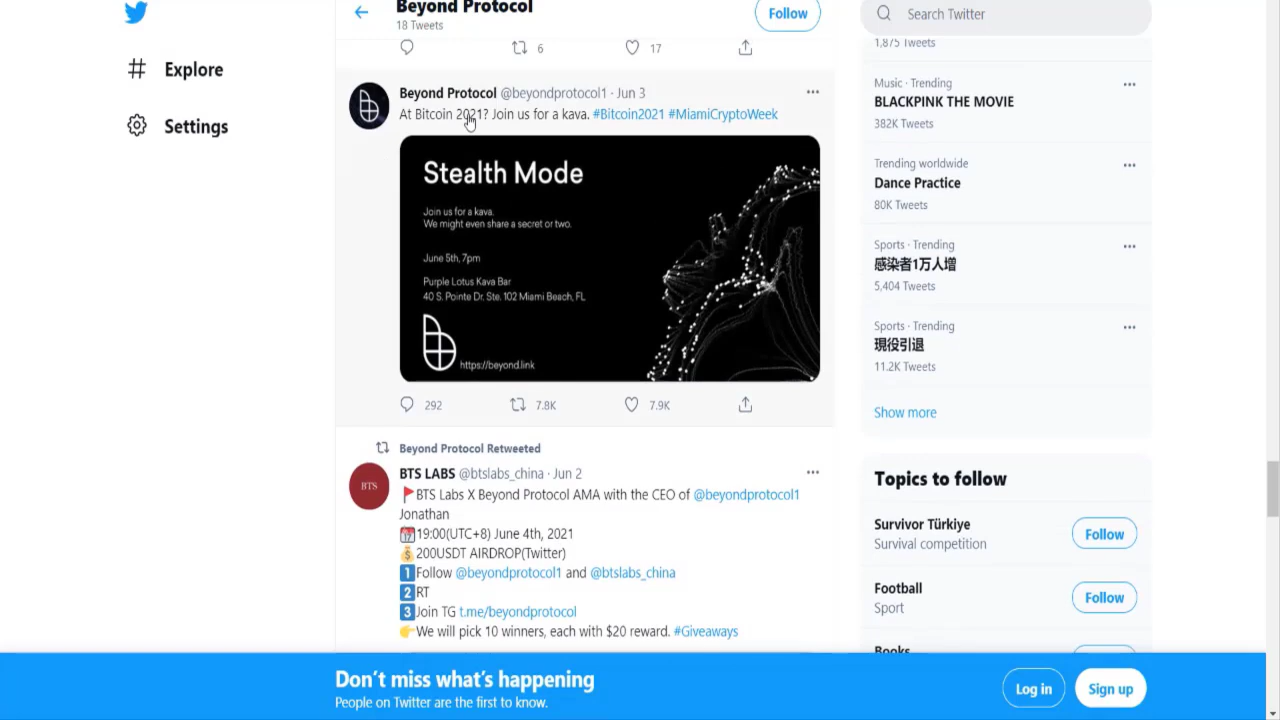 Explore
Settings
Beyond Protocol
18 Tweets
Follow
6
17
Beyond Protocol @beyondprotocol1 · Jun 3
At Bitcoin 2021? Join us for a kava. #Bitcoin2021 #MiamiCryptoWeek
Stealth Mode
Join us for a kava.
We might even share a secret or two.
June 5th, 7pm
Purple Lotus Kava Bar
40 S. Pointe Dr. Ste. 102 Miami Beach, FL
https://beyond.link
292
7.8K
7.9K
Beyond Protocol Retweeted
BTS
BTS LABS @btslabs_china · Jun 2
🚩BTS Labs X Beyond Protocol AMA with the CEO of @beyondprotocol1
Jonathan
📅19:00(UTC+8) June 4th, 2021
💰200USDT AIRDROP(Twitter)
1️⃣Follow @beyondprotocol1 and @btslabs_china
2️⃣RT
3️⃣Join TG t.me/beyondprotocol
👉We will pick 10 winners, each with $20 reward. #Giveaways
Search Twitter
1,875 Tweets
Music · Trending
BLACKPINK THE MOVIE
382K Tweets
Trending worldwide
Dance Practice
80K Tweets
Sports · Trending
感染者1万人増
5,404 Tweets
Sports · Trending
現役引退
11.2K Tweets
Show more
Topics to follow
Survivor Türkiye
Survival competition
Follow
Football
Sport
Follow
Books
Don't miss what's happening
People on Twitter are the first to know.
Log in
Sign up